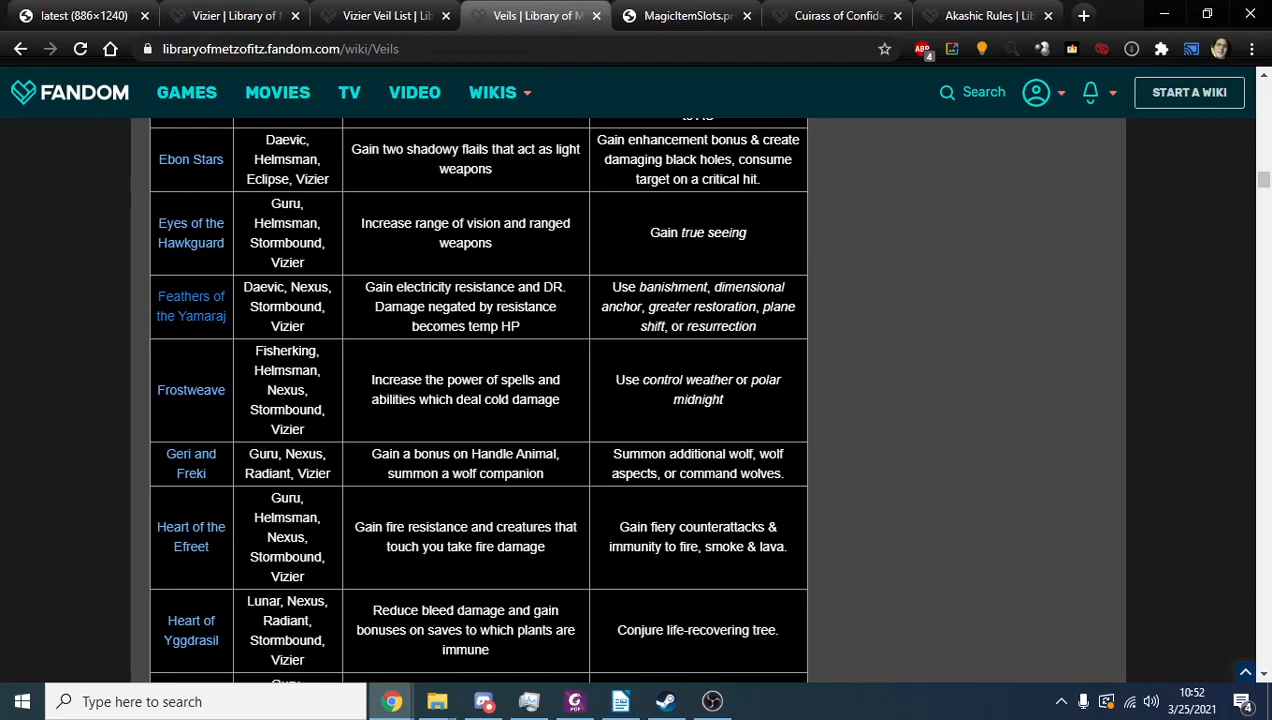 latest (886×1240)
Vizier | Library of M
Vizier Veil List | Lib
Veils | Library of M
MagicItemSlots.pn
Cuirass of Confide
Akashic Rules | Lib
libraryofmetzofitz.fandom.com/wiki/Veils
ABP
4
FANDOM
GAMES
MOVIES
TV
VIDEO
WIKIS
Search
START A WIKI
to AC
Ebon Stars
Daevic,
Helmsman,
Eclipse, Vizier
Gain two shadowy flails that act as light
weapons
Gain enhancement bonus & create
damaging black holes, consume
target on a critical hit.
Eyes of the
Hawkguard
Guru,
Helmsman,
Stormbound,
Vizier
Increase range of vision and ranged
weapons
Gain true seeing
Feathers of
the Yamaraj
Daevic, Nexus,
Stormbound,
Vizier
Gain electricity resistance and DR.
Damage negated by resistance
becomes temp HP
Use banishment, dimensional
anchor, greater restoration, plane
shift, or resurrection
Frostweave
Fisherking,
Helmsman,
Nexus,
Stormbound,
Vizier
Increase the power of spells and
abilities which deal cold damage
Use control weather or polar
midnight
Geri and
Freki
Guru, Nexus,
Radiant, Vizier
Gain a bonus on Handle Animal,
summon a wolf companion
Summon additional wolf, wolf
aspects, or command wolves.
Heart of the
Efreet
Guru,
Helmsman,
Nexus,
Stormbound,
Vizier
Gain fire resistance and creatures that
touch you take fire damage
Gain fiery counterattacks &
immunity to fire, smoke & lava.
Heart of
Yggdrasil
Lunar, Nexus,
Radiant,
Stormbound,
Vizier
Reduce bleed damage and gain
bonuses on saves to which plants are
immune
Conjure life-recovering tree.
Guru,
Type here to search
PDF
10:52
3/25/2021
4